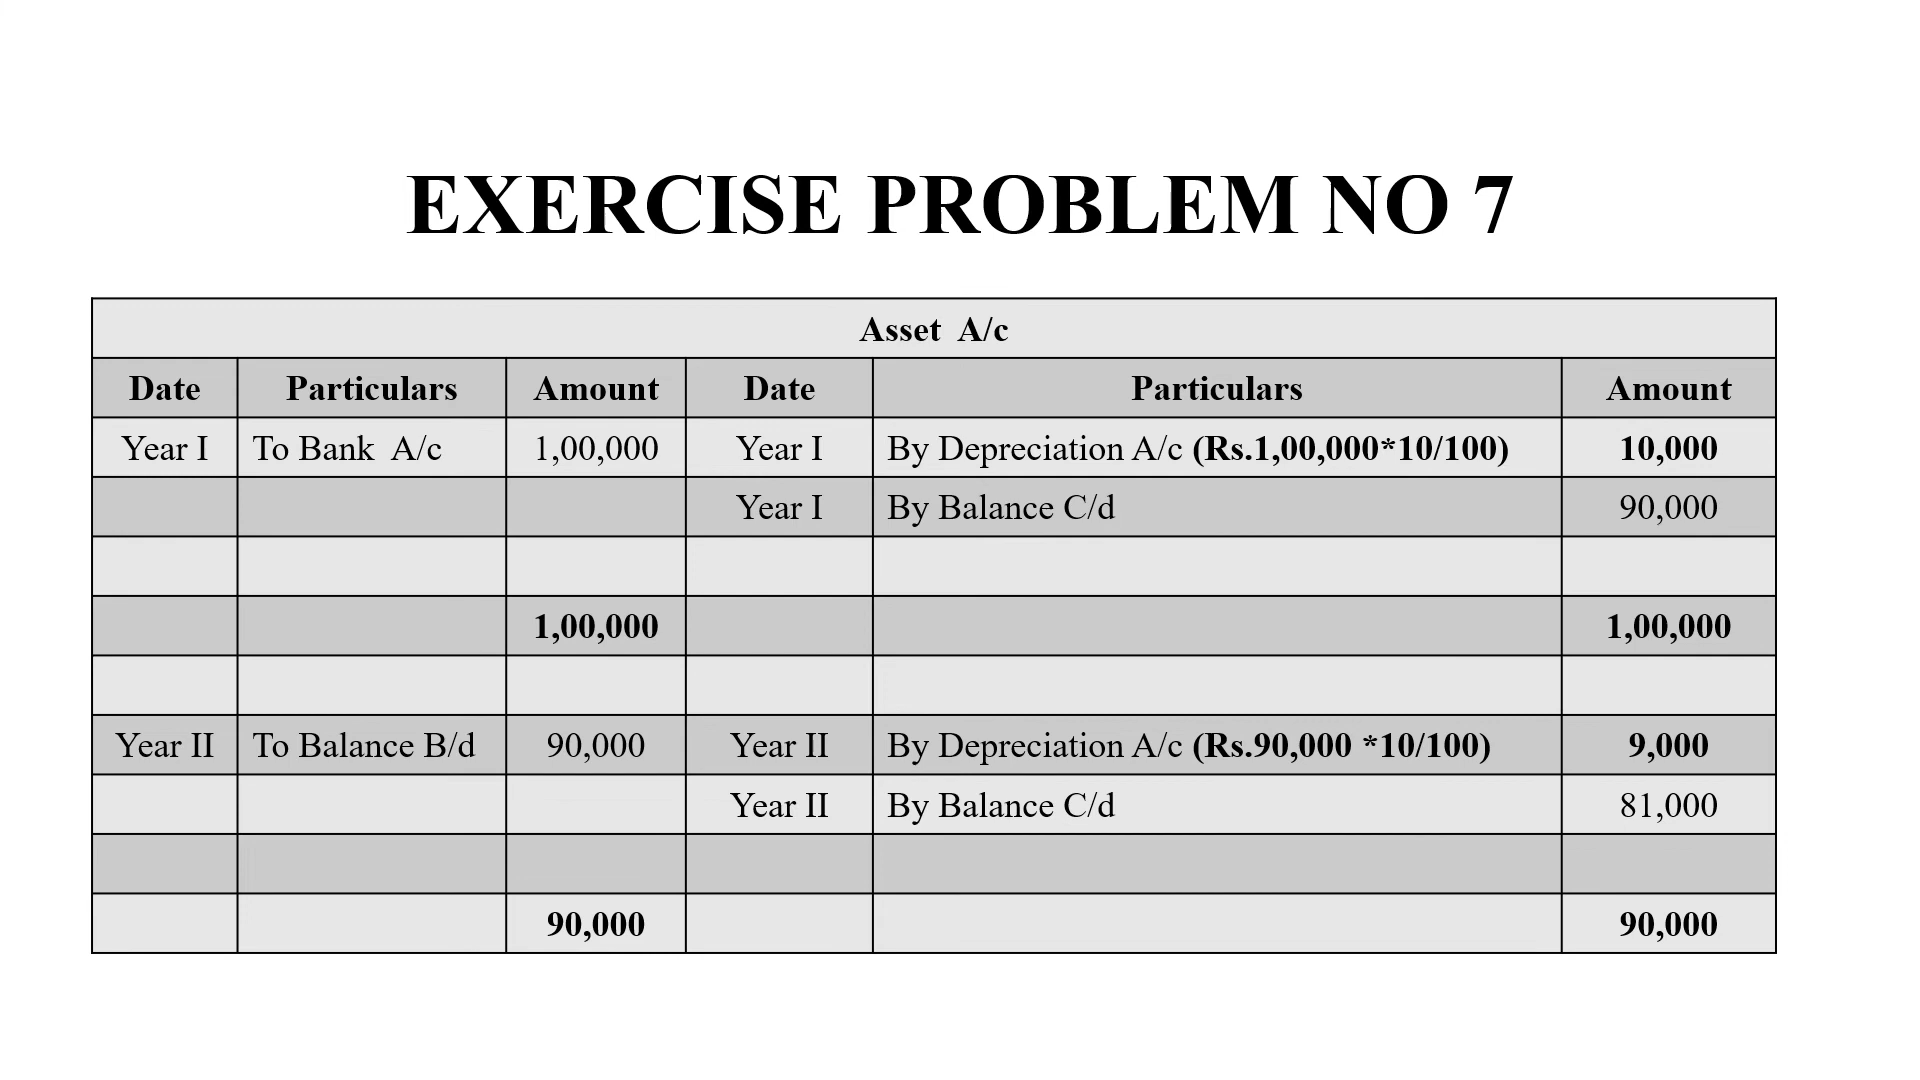 EXERCISE PROBLEM NO 7
Asset A/c
Date Particulars Amount Date Particulars Amount
Year I To Bank A/c 1,00,000 Year I By Depreciation A/c (Rs.1,00,000*10/100) 10,000
Year I By Balance C/d 90,000
1,00,000 1,00,000
Year II To Balance B/d 90,000 Year II By Depreciation A/c (Rs.90,000 *10/100) 9,000
Year II By Balance C/d 81,000
90,000 90,000